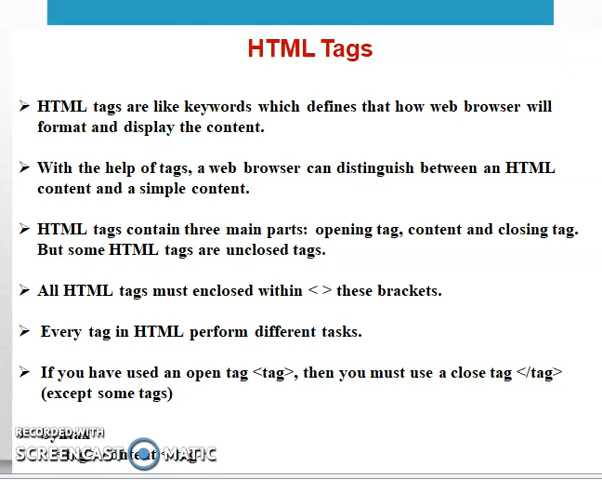 HTML Tags
➢ HTML tags are like keywords which defines that how web browser will
format and display the content.
➢ With the help of tags, a web browser can distinguish between an HTML
content and a simple content.
➢ HTML tags contain three main parts: opening tag, content and closing tag.
But some HTML tags are unclosed tags.
➢ All HTML tags must enclosed within < > these brackets.
➢ Every tag in HTML perform different tasks.
➢ If you have used an open tag <tag>, then you must use a close tag </tag>
(except some tags)
RECORDED WITH
SCREENCAST MATIC